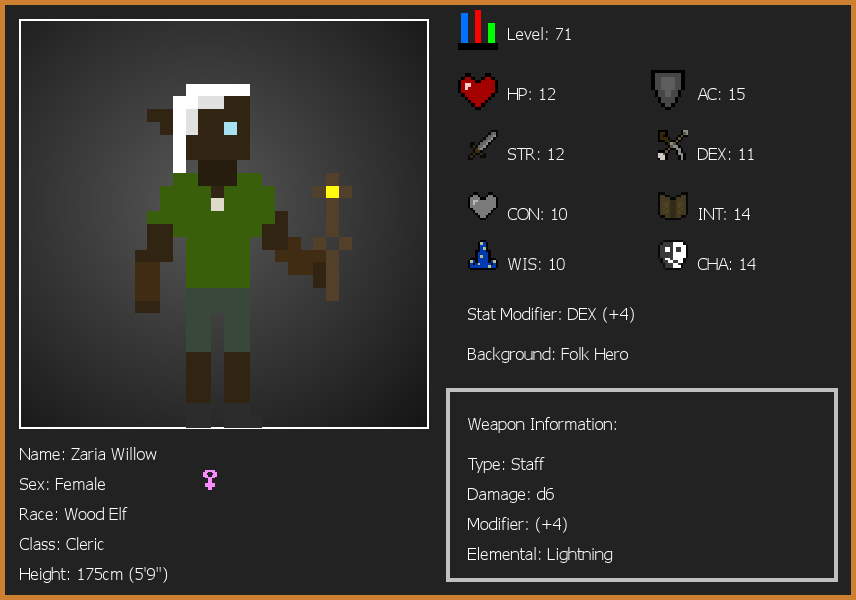 Level: 71
HP: 12
AC: 15
STR: 12
DEX: 11
CON: 10
INT: 14
WIS: 10
CHA: 14
Stat Modifier: DEX (+4)
Background: Folk Hero
Weapon Information:
Type: Staff
Damage: d6
Modifier: (+4)
Elemental: Lightning
Name: Zaria Willow
Sex: Female
Race: Wood Elf
Class: Cleric
Height: 175cm (5'9")